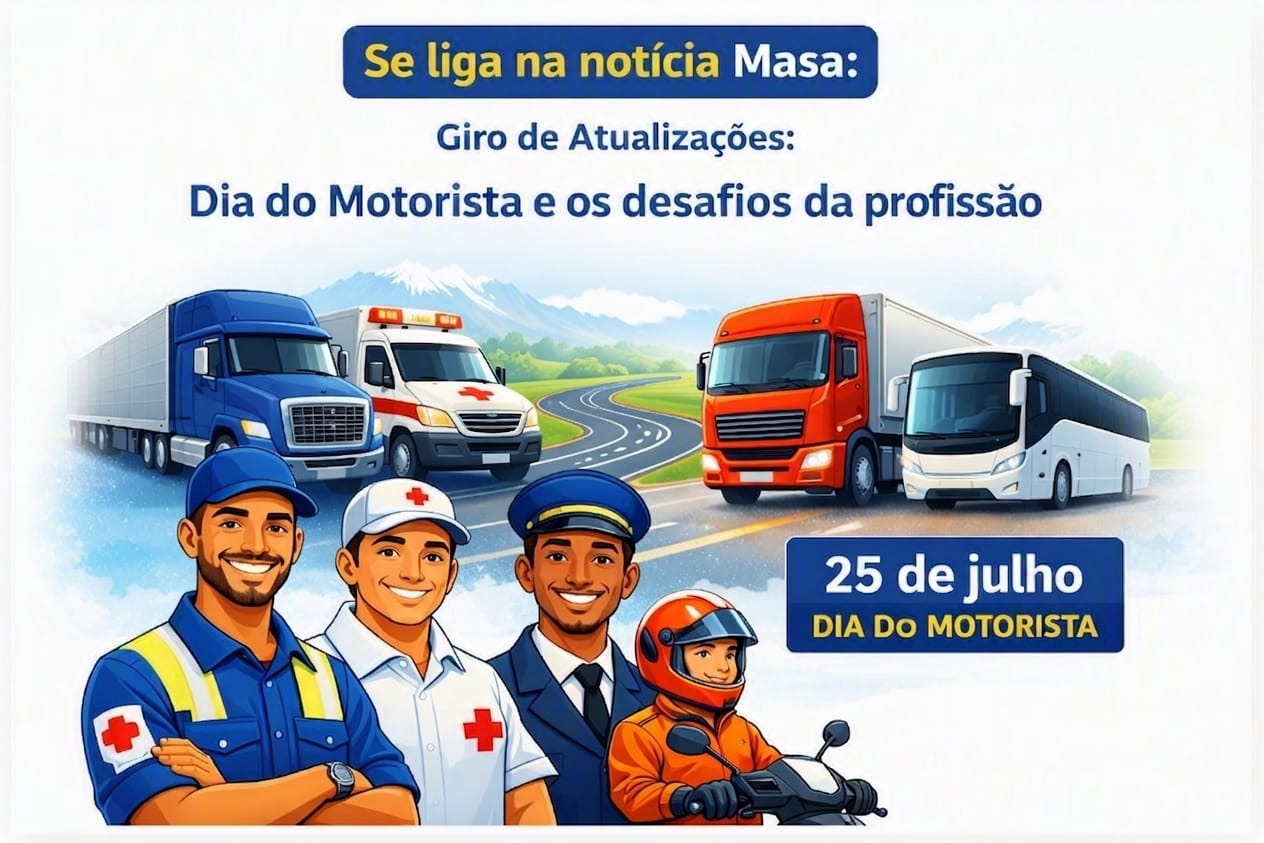 Se liga na notícia Masa:
Giro de Atualizações:
Dia do Motorista e os desafios da profissão
25 de julho
DIA Do MOTORISTA